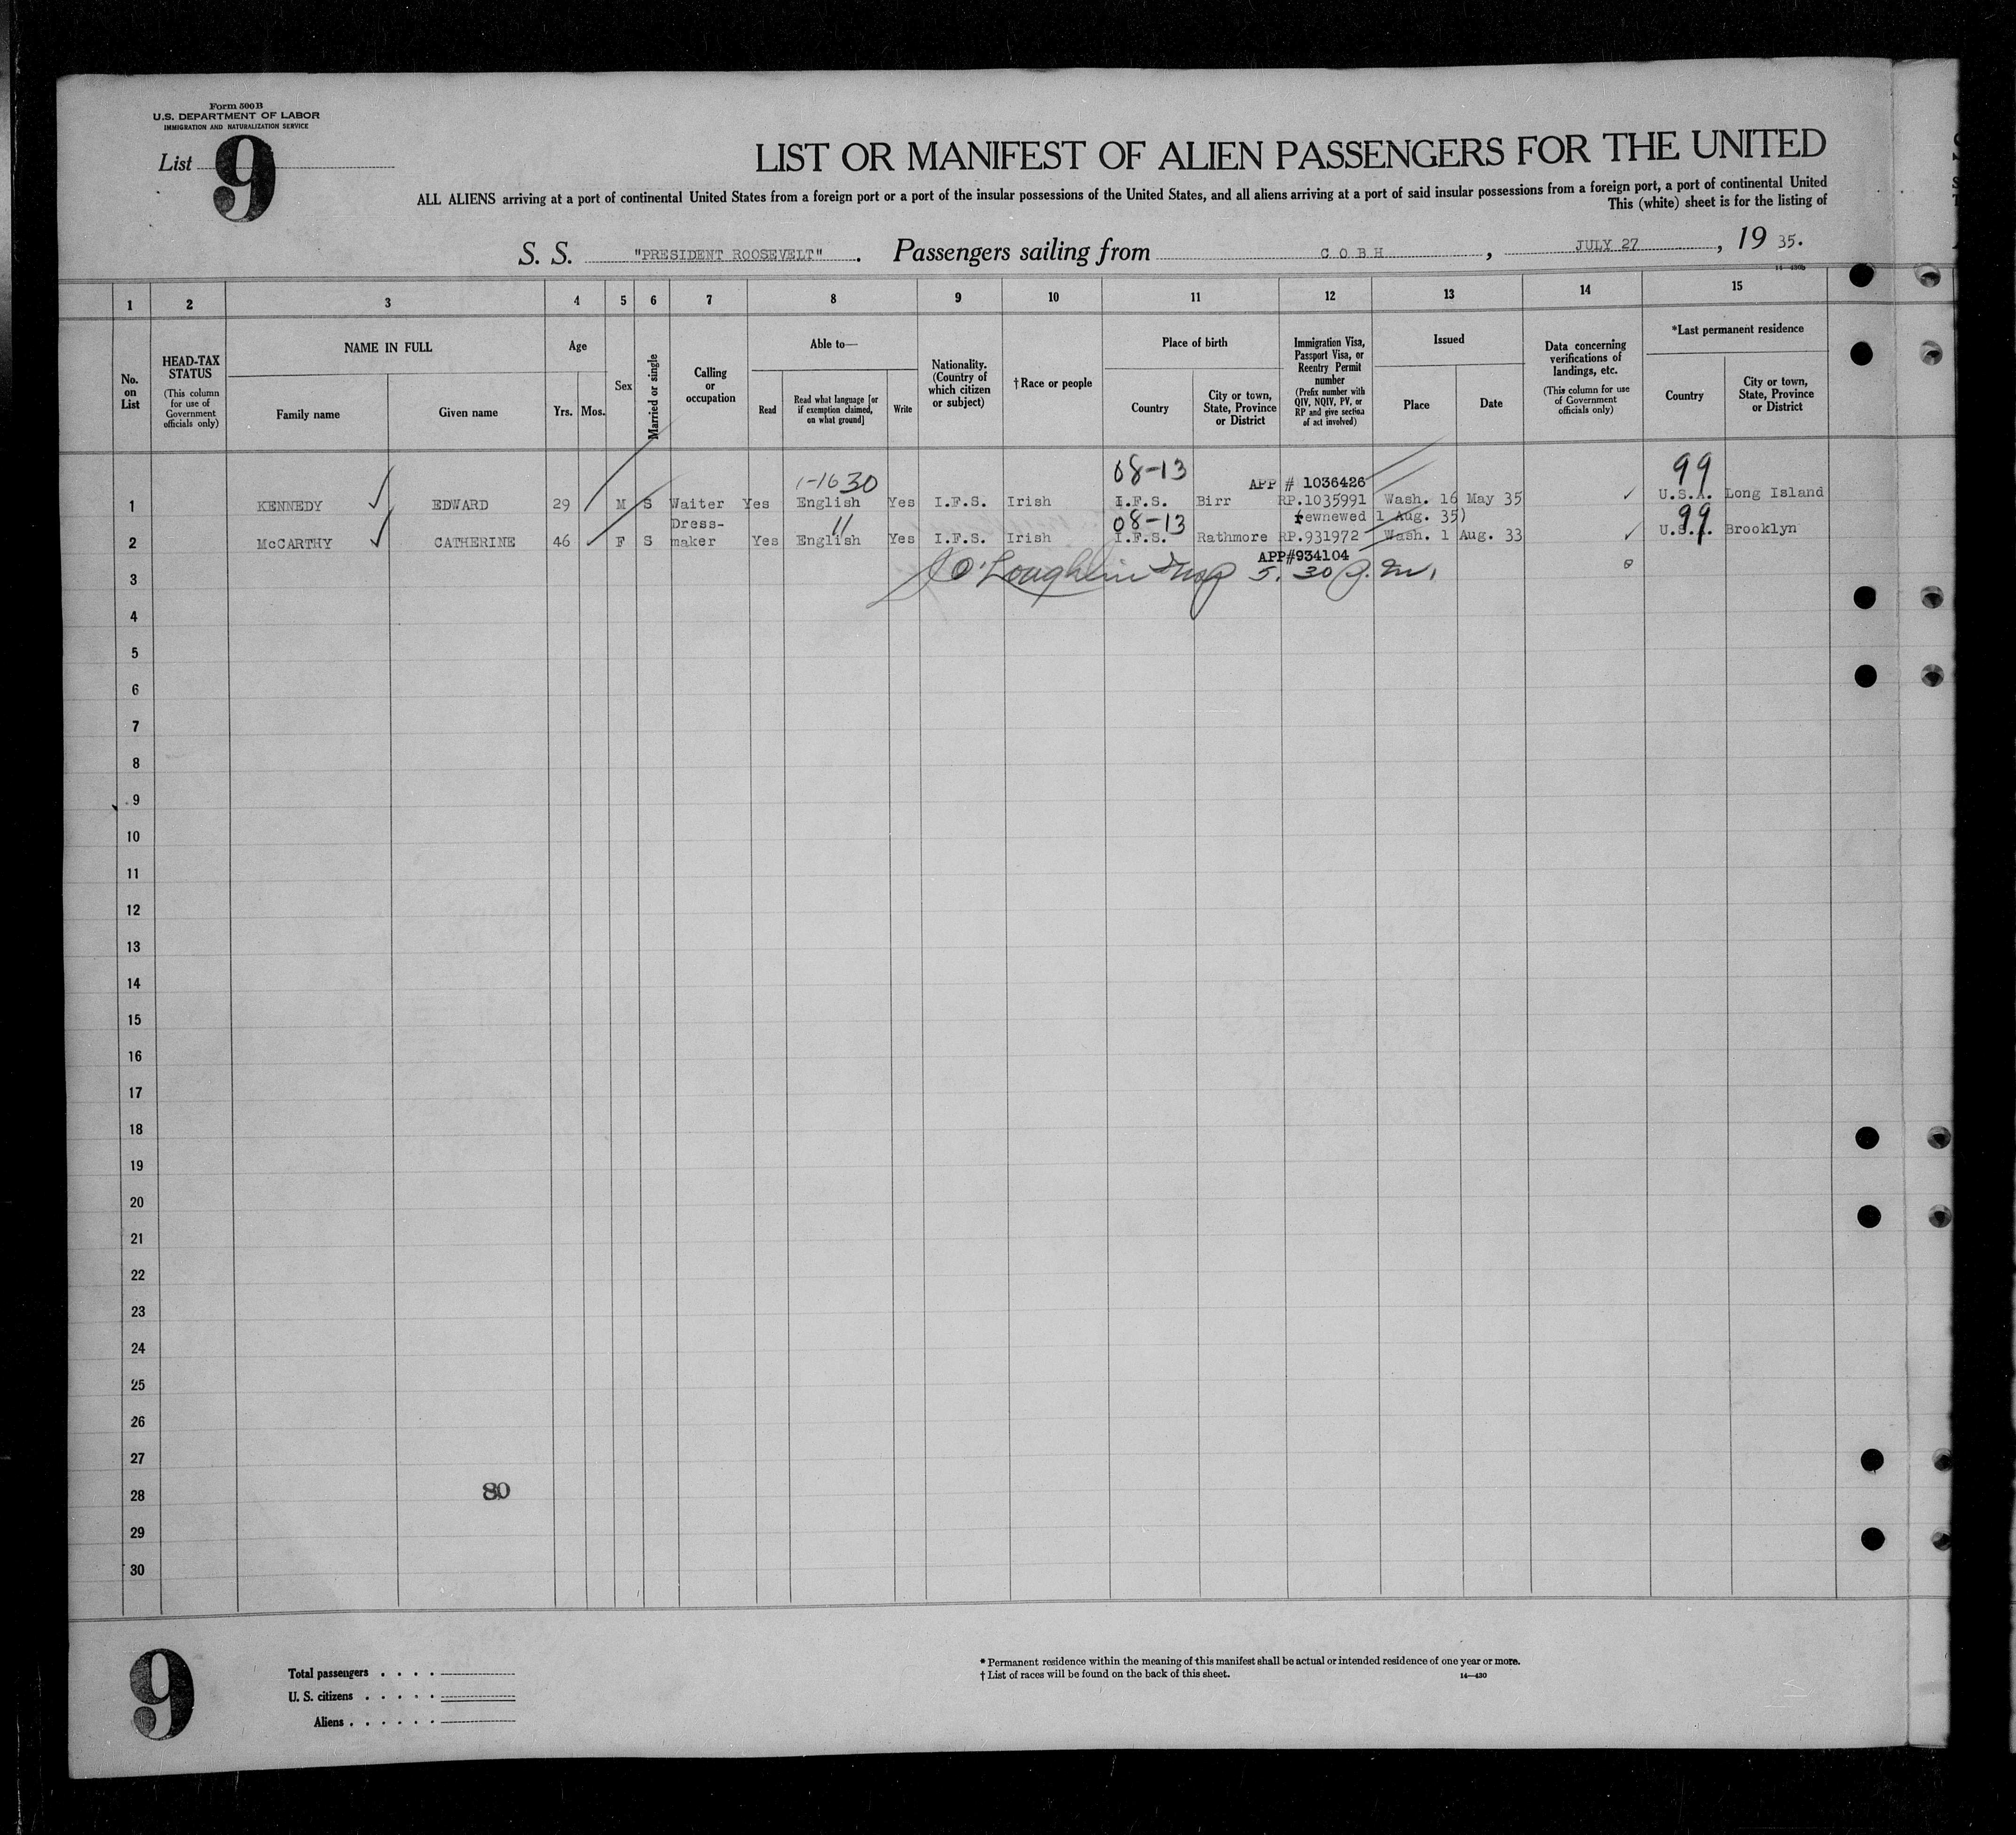 Form 500B
U.S. DEPARTMENT OF LABOR
IMMIGRATION AND NATURALIZATION SERVICE
List 9
LIST OR MANIFEST OF ALIEN PASSENGERS FOR THE UNITED
ALL ALIENS arriving at a port of continental United States from a foreign port or a port of the insular possessions of the United States, and all aliens arriving at a port of said insular possessions from a foreign port, a port of continental United
This (white) sheet is for the listing of
S. S. "PRESIDENT ROOSEVELT". Passengers sailing from COBH, JULY 27, 19 35.
14—430b
1 2 3 4 5 6 7 8 9 10 11 12 13 14 15
No. on List
HEAD-TAX STATUS (This column for use of Government officials only)
NAME IN FULL
Family name
Given name
Age
Yrs. Mos.
Sex
Married or single
Calling or occupation
Able to—
Read
Read what language [or if exemption claimed, on what ground]
Write
Nationality. (Country of which citizen or subject)
†Race or people
Place of birth
Country
City or town, State, Province or District
Immigration Visa, Passport Visa, or Reentry Permit number (Prefix number with QIV, NQIV, PV, or RP and give section of act involved)
Issued
Place
Date
Data concerning verifications of landings, etc. (This column for use of Government officials only)
*Last permanent residence
Country
City or town, State, Province or District
1-1630 08-13 APP # 1036426 99
1 KENNEDY ✓ EDWARD 29 M S Waiter Yes English Yes I.F.S. Irish I.F.S. Birr RP.1035991 Wash. 16 May 35 ✓ U.S.A. Long Island
Dress- 11 08-13 (rewnewed 1 Aug. 35) 99
2 McCARTHY ✓ CATHERINE 46 F S maker Yes English Yes I.F.S. Irish I.F.S. Rathmore RP.931972 Wash. 1 Aug. 33 ✓ U.S.A. Brooklyn
APP#934104
3 O'Loughlin Insp 5.30 P.M.
4
5
6
7
8
9
10
11
12
13
14
15
16
17
18
19
20
21
22
23
24
25
26
27
28 80
29
30
9
Total passengers . . . .
U. S. citizens . . . . .
Aliens . . . . . .
* Permanent residence within the meaning of this manifest shall be actual or intended residence of one year or more.
† List of races will be found on the back of this sheet. 14—430